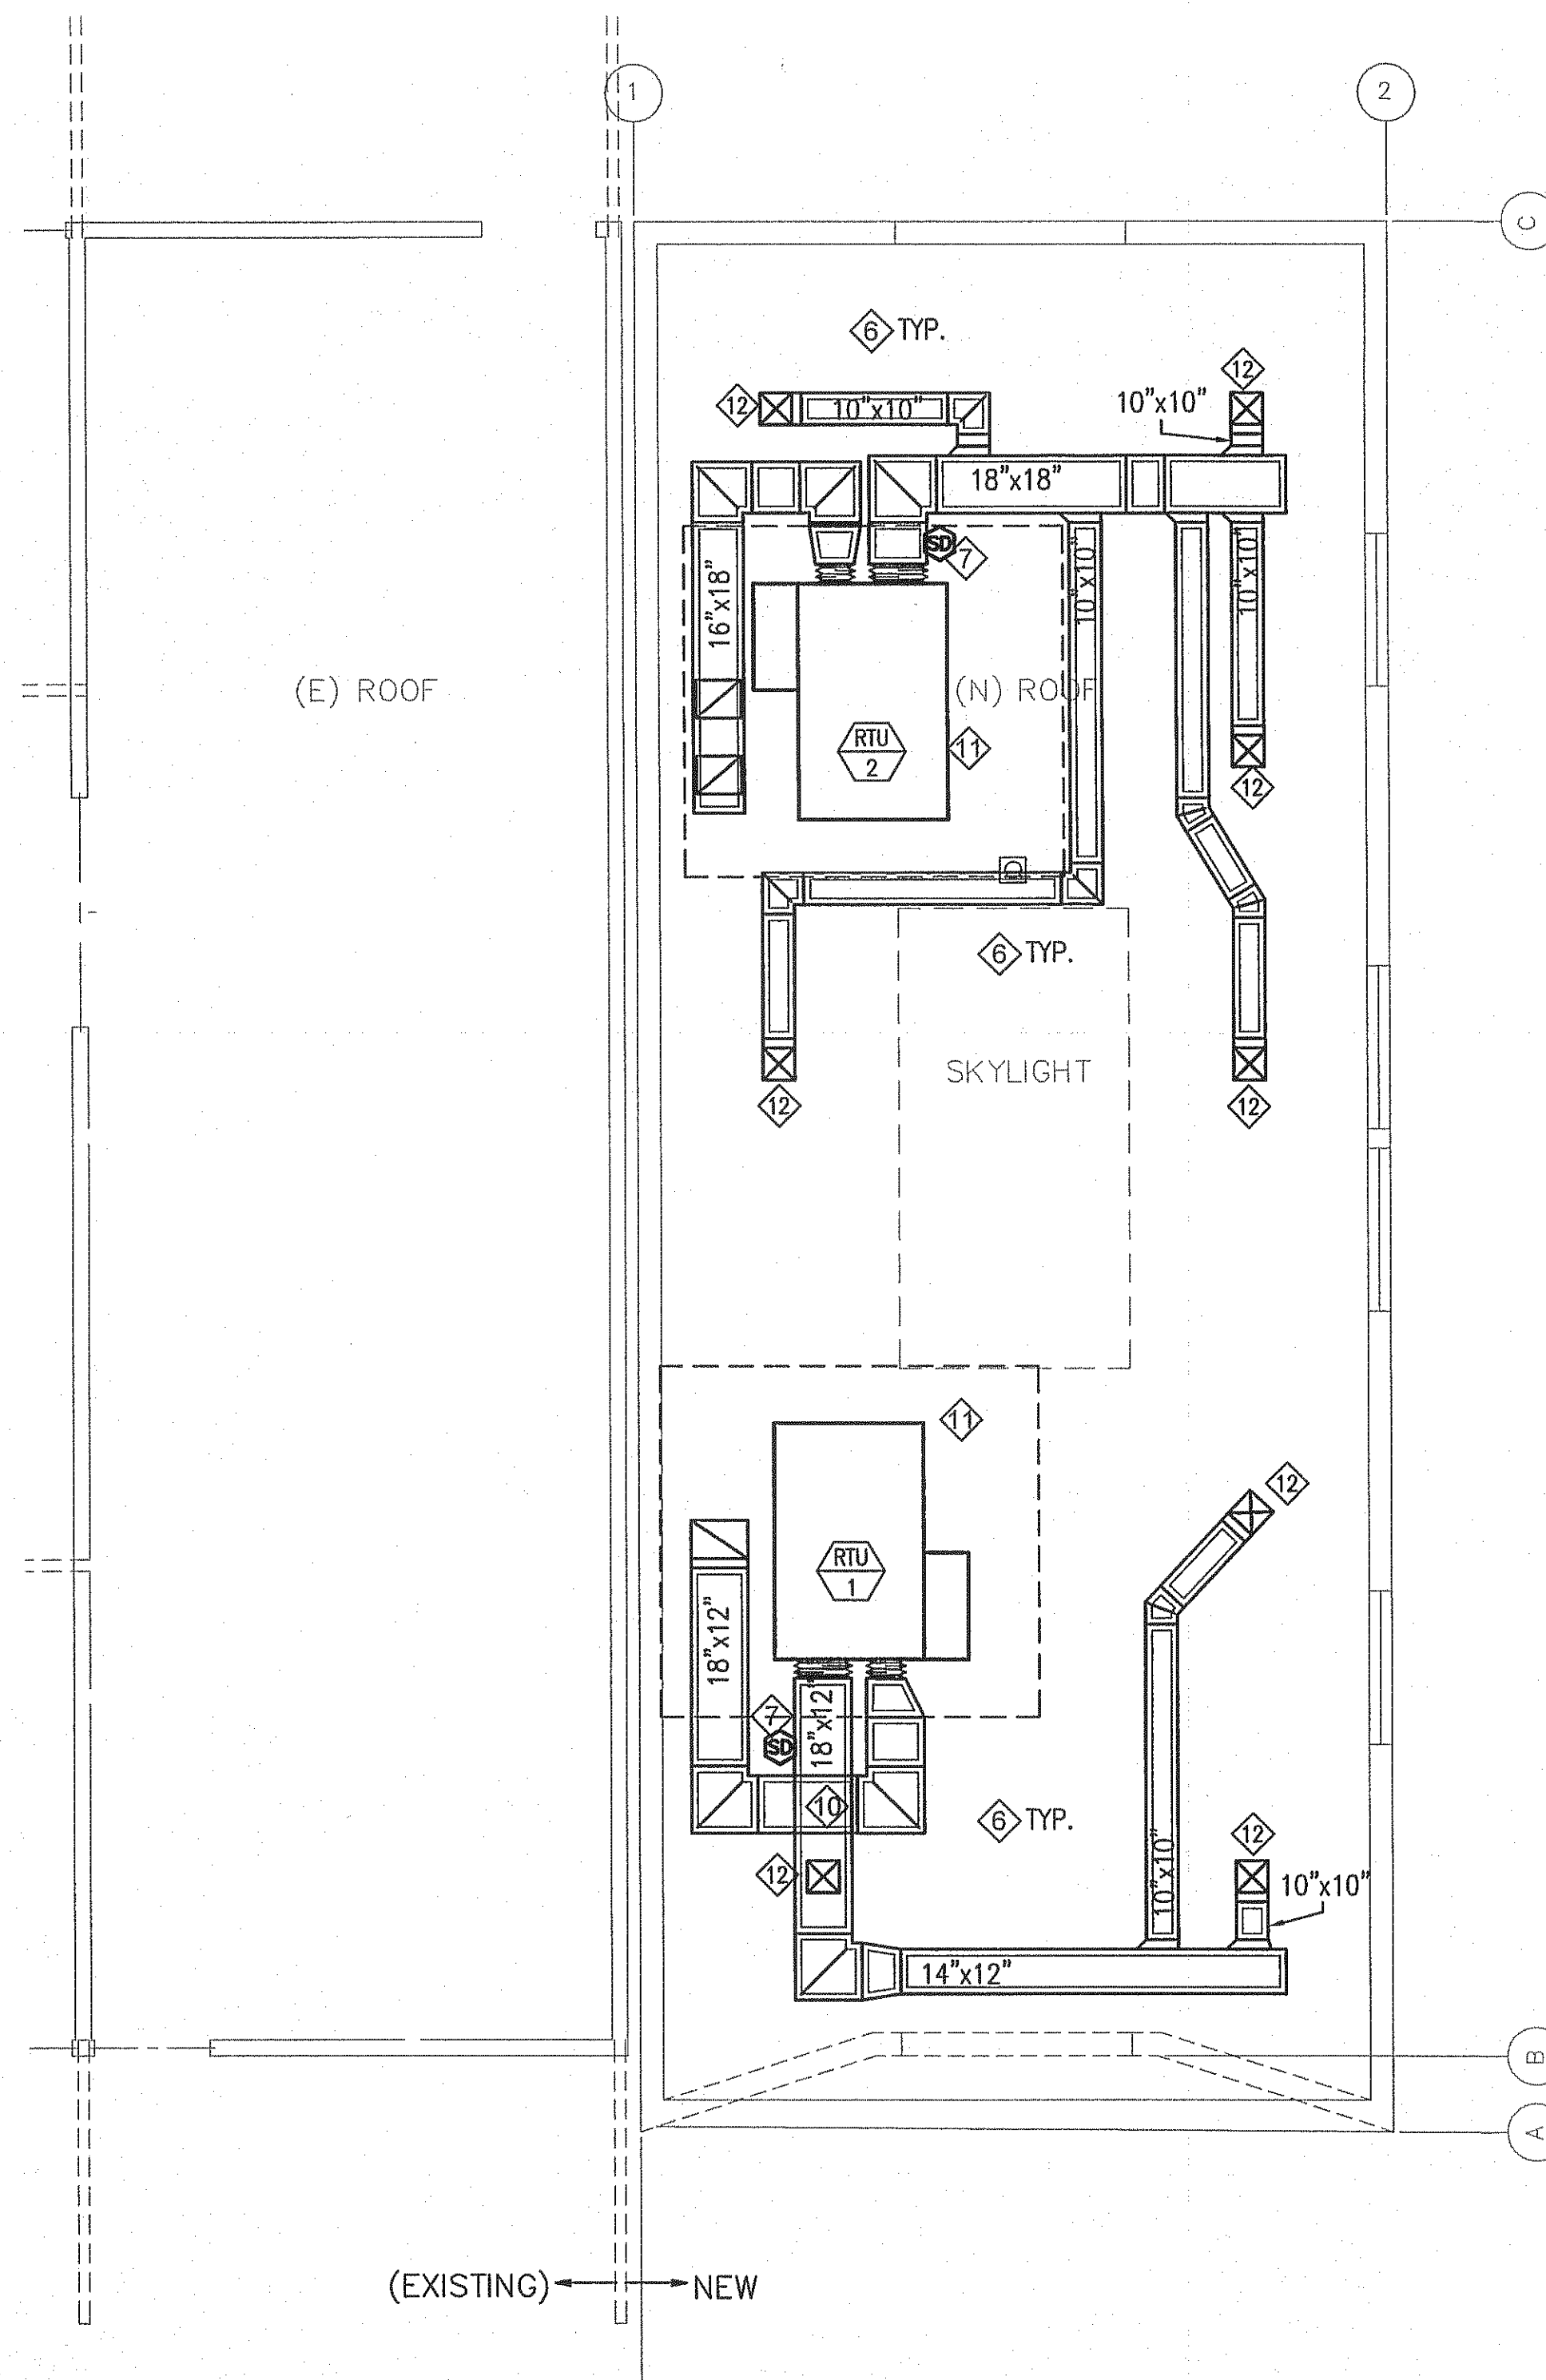 1
2
C
6 TYP.
12
10"x10"
12
10"x10"
18"x18"
SD
7
16"x18"
10"x10"
10"x10"
(E) ROOF
(N) ROOF
RTU
2
11
12
6 TYP.
SKYLIGHT
12
12
11
12
RTU
1
18"x12"
18"x12"
7
SD
10
6 TYP.
12
12
10"x10"
10"x10"
14"x12"
B
A
(EXISTING)
NEW